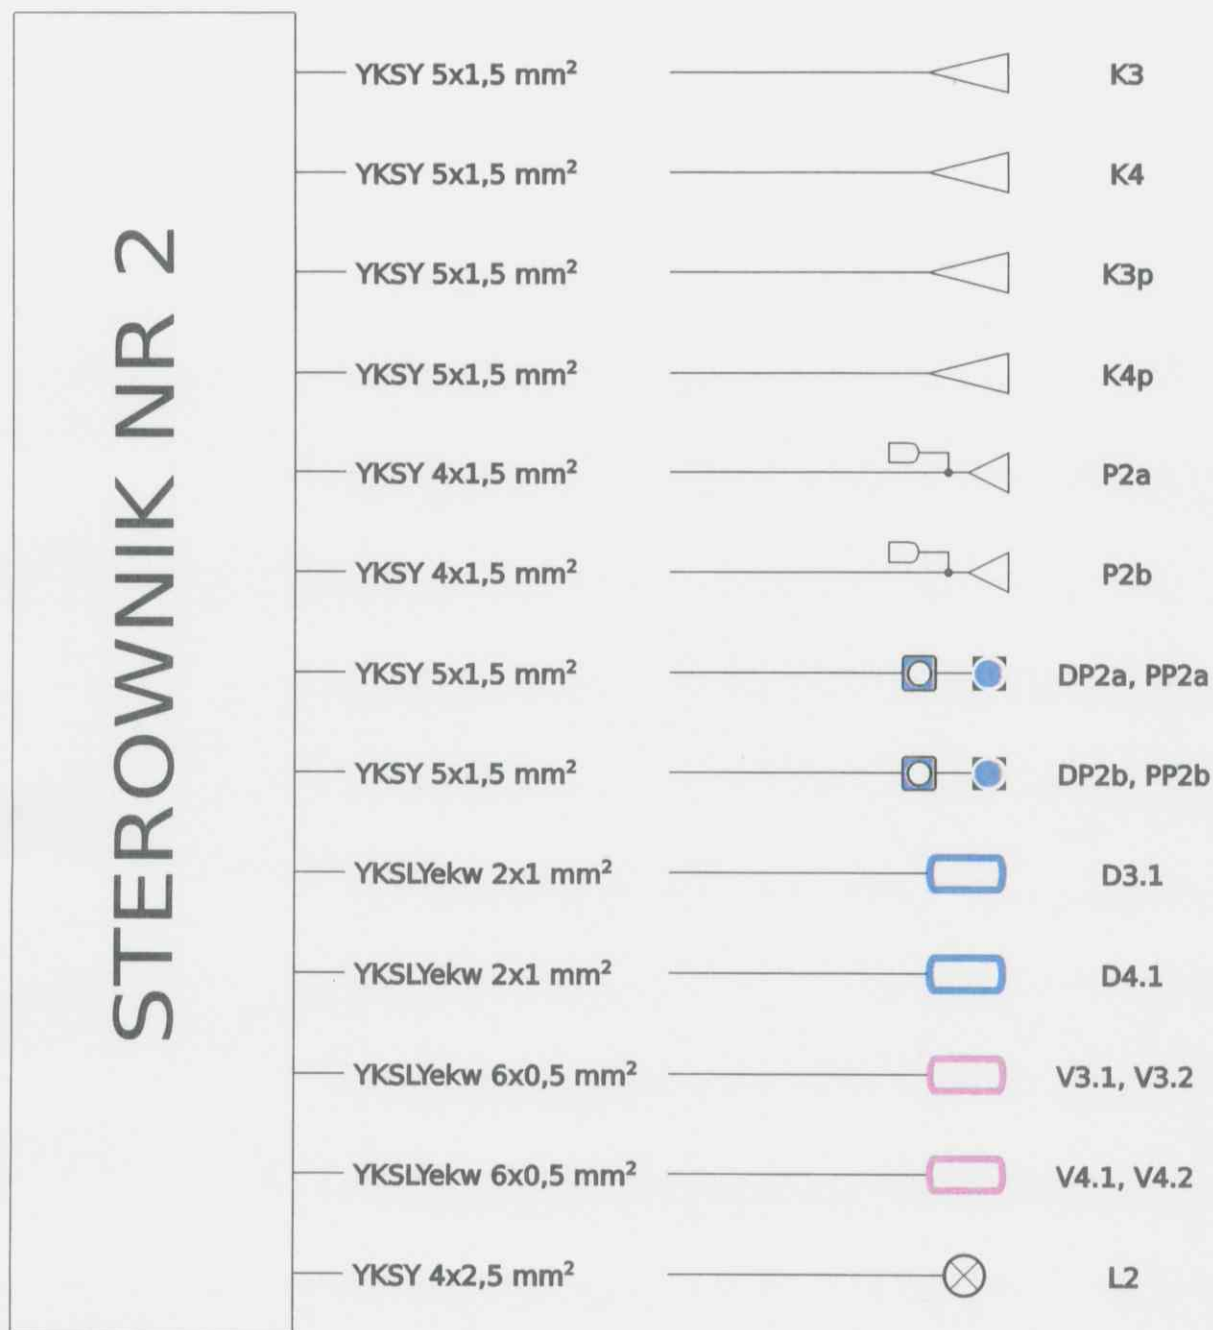 STEROWNIK NR 2
YKSY 5x1,5 mm² K3
YKSY 5x1,5 mm² K4
YKSY 5x1,5 mm² K3p
YKSY 5x1,5 mm² K4p
YKSY 4x1,5 mm² P2a
YKSY 4x1,5 mm² P2b
YKSY 5x1,5 mm² DP2a, PP2a
YKSY 5x1,5 mm² DP2b, PP2b
YKSLYekw 2x1 mm² D3.1
YKSLYekw 2x1 mm² D4.1
YKSLYekw 6x0,5 mm² V3.1, V3.2
YKSLYekw 6x0,5 mm² V4.1, V4.2
YKSY 4x2,5 mm² L2